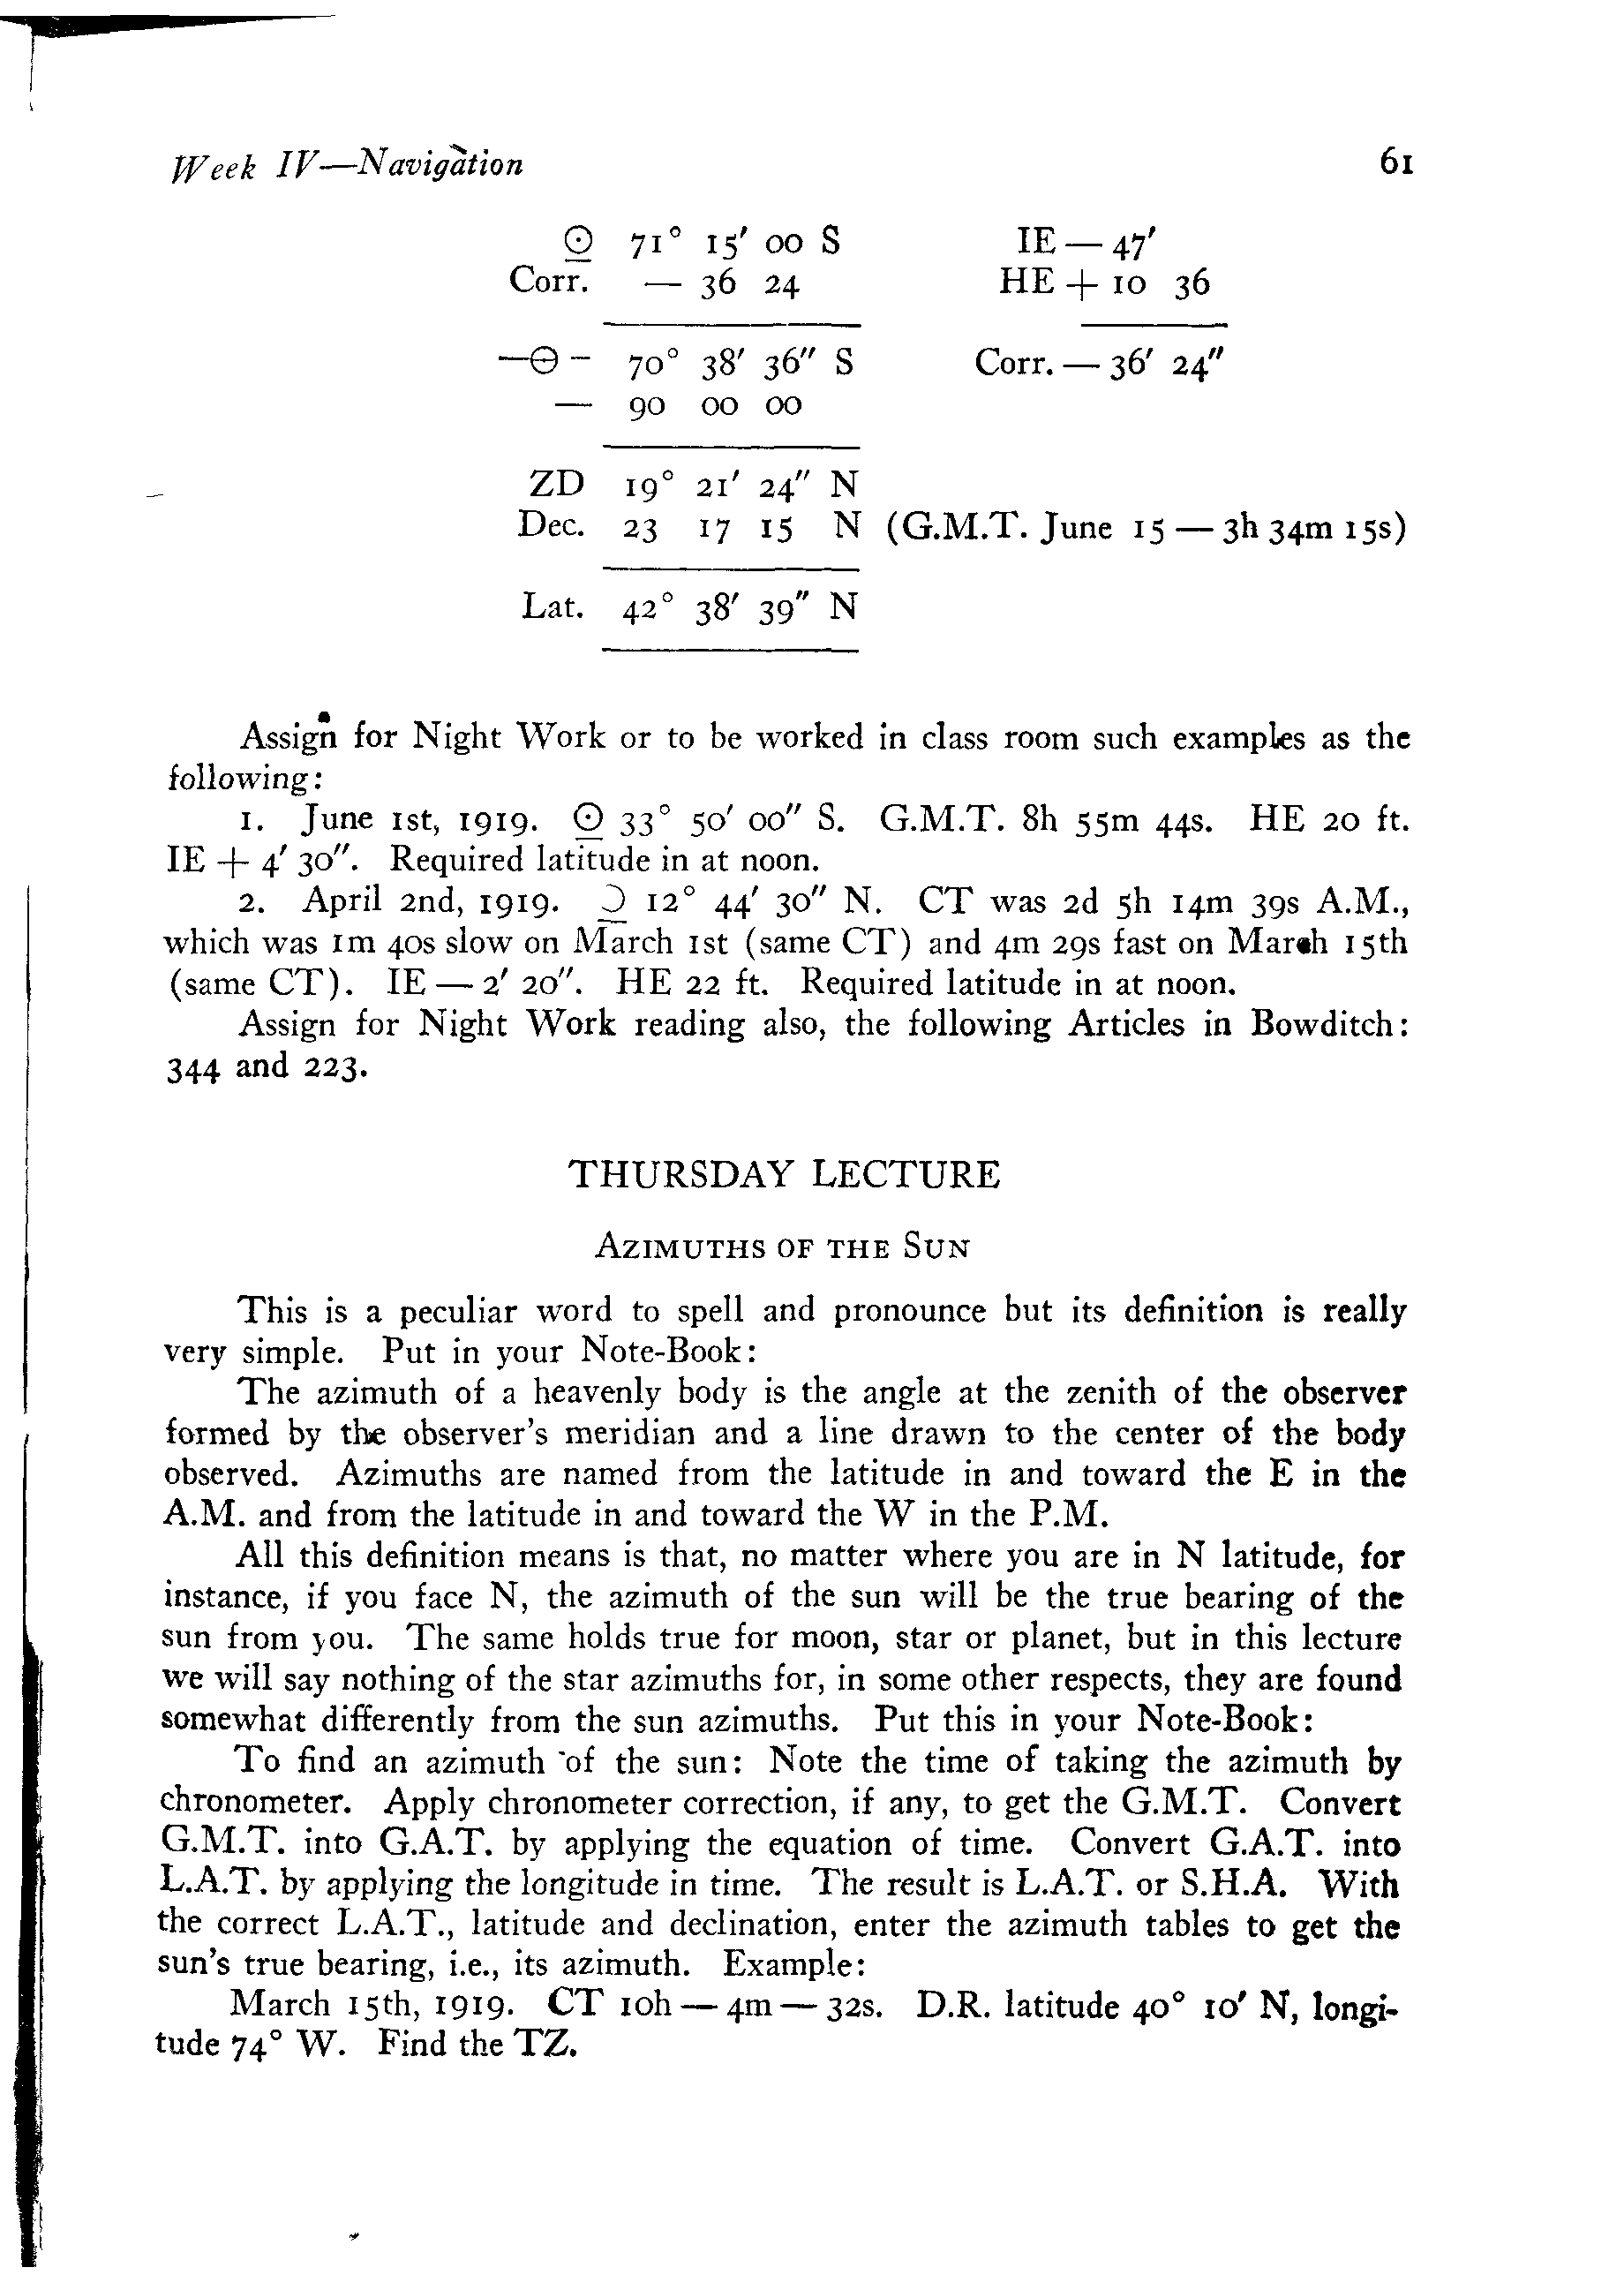 Week IV—Navigation 61
☉ 71° 15′ 00 S IE — 47′
Corr. — 36 24 HE + 10 36
—⊖- 70° 38′ 36″ S Corr. — 36′ 24″
— 90 00 00
ZD 19° 21′ 24″ N
Dec. 23 17 15 N (G.M.T. June 15 — 3h 34m 15s)
Lat. 42° 38′ 39″ N
Assign for Night Work or to be worked in class room such examples as the
following:
1. June 1st, 1919. ☉ 33° 50′ 00″ S. G.M.T. 8h 55m 44s. HE 20 ft.
IE + 4′ 30″. Required latitude in at noon.
2. April 2nd, 1919. ☽ 12° 44′ 30″ N. CT was 2d 5h 14m 39s A.M.,
which was 1m 40s slow on March 1st (same CT) and 4m 29s fast on March 15th
(same CT). IE — 2′ 20″. HE 22 ft. Required latitude in at noon.
Assign for Night Work reading also, the following Articles in Bowditch:
344 and 223.
THURSDAY LECTURE
AZIMUTHS OF THE SUN
This is a peculiar word to spell and pronounce but its definition is really
very simple. Put in your Note-Book:
The azimuth of a heavenly body is the angle at the zenith of the observer
formed by the observer's meridian and a line drawn to the center of the body
observed. Azimuths are named from the latitude in and toward the E in the
A.M. and from the latitude in and toward the W in the P.M.
All this definition means is that, no matter where you are in N latitude, for
instance, if you face N, the azimuth of the sun will be the true bearing of the
sun from you. The same holds true for moon, star or planet, but in this lecture
we will say nothing of the star azimuths for, in some other respects, they are found
somewhat differently from the sun azimuths. Put this in your Note-Book:
To find an azimuth of the sun: Note the time of taking the azimuth by
chronometer. Apply chronometer correction, if any, to get the G.M.T. Convert
G.M.T. into G.A.T. by applying the equation of time. Convert G.A.T. into
L.A.T. by applying the longitude in time. The result is L.A.T. or S.H.A. With
the correct L.A.T., latitude and declination, enter the azimuth tables to get the
sun's true bearing, i.e., its azimuth. Example:
March 15th, 1919. CT 10h — 4m — 32s. D.R. latitude 40° 10′ N, longi-
tude 74° W. Find the TZ.